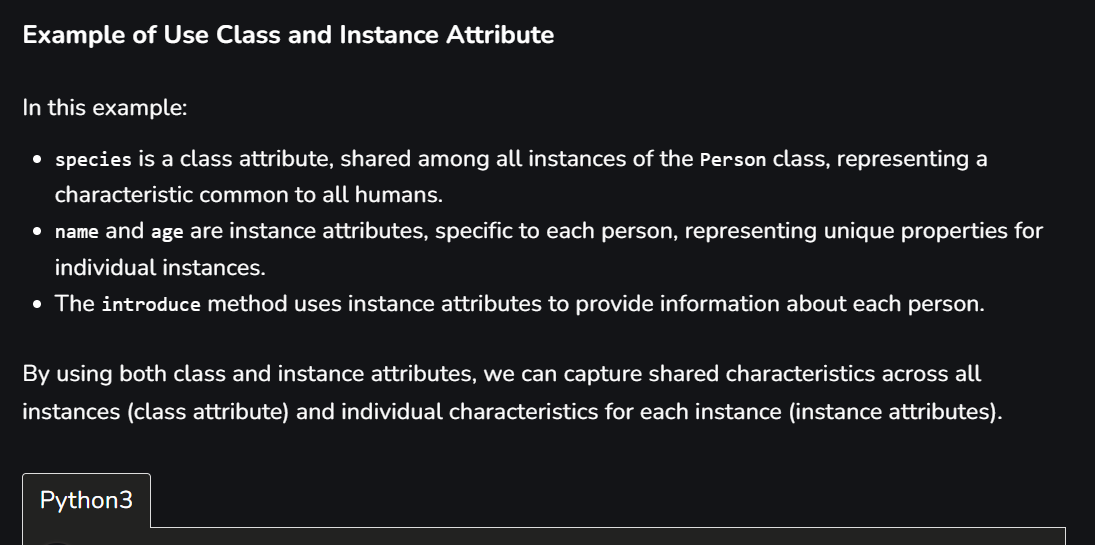 Example of Use Class and Instance Attribute
In this example:
species is a class attribute, shared among all instances of the Person class, representing a
characteristic common to all humans.
name and age are instance attributes, specific to each person, representing unique properties for
individual instances.
The introduce method uses instance attributes to provide information about each person.
By using both class and instance attributes, we can capture shared characteristics across all
instances (class attribute) and individual characteristics for each instance (instance attributes).
Python3